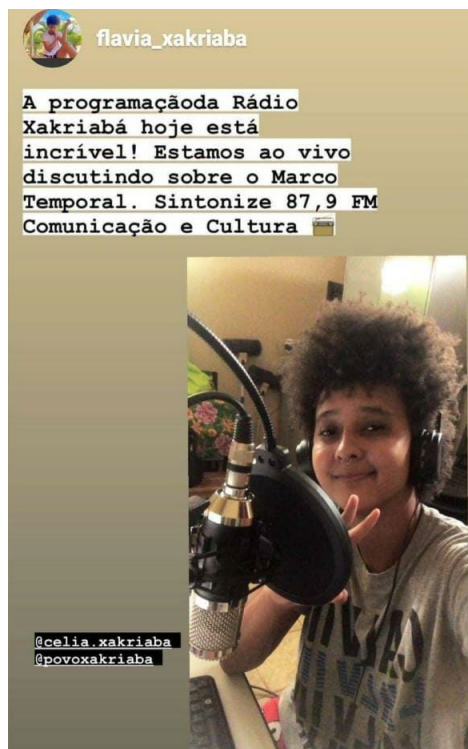 flavia_xakriaba
A programaçãoda Rádio
Xakriabá hoje está
incrível! Estamos ao vivo
discutindo sobre o Marco
Temporal. Sintonize 87,9 FM
Comunicação e Cultura 📻
@celia.xakriaba
@povoxakriaba